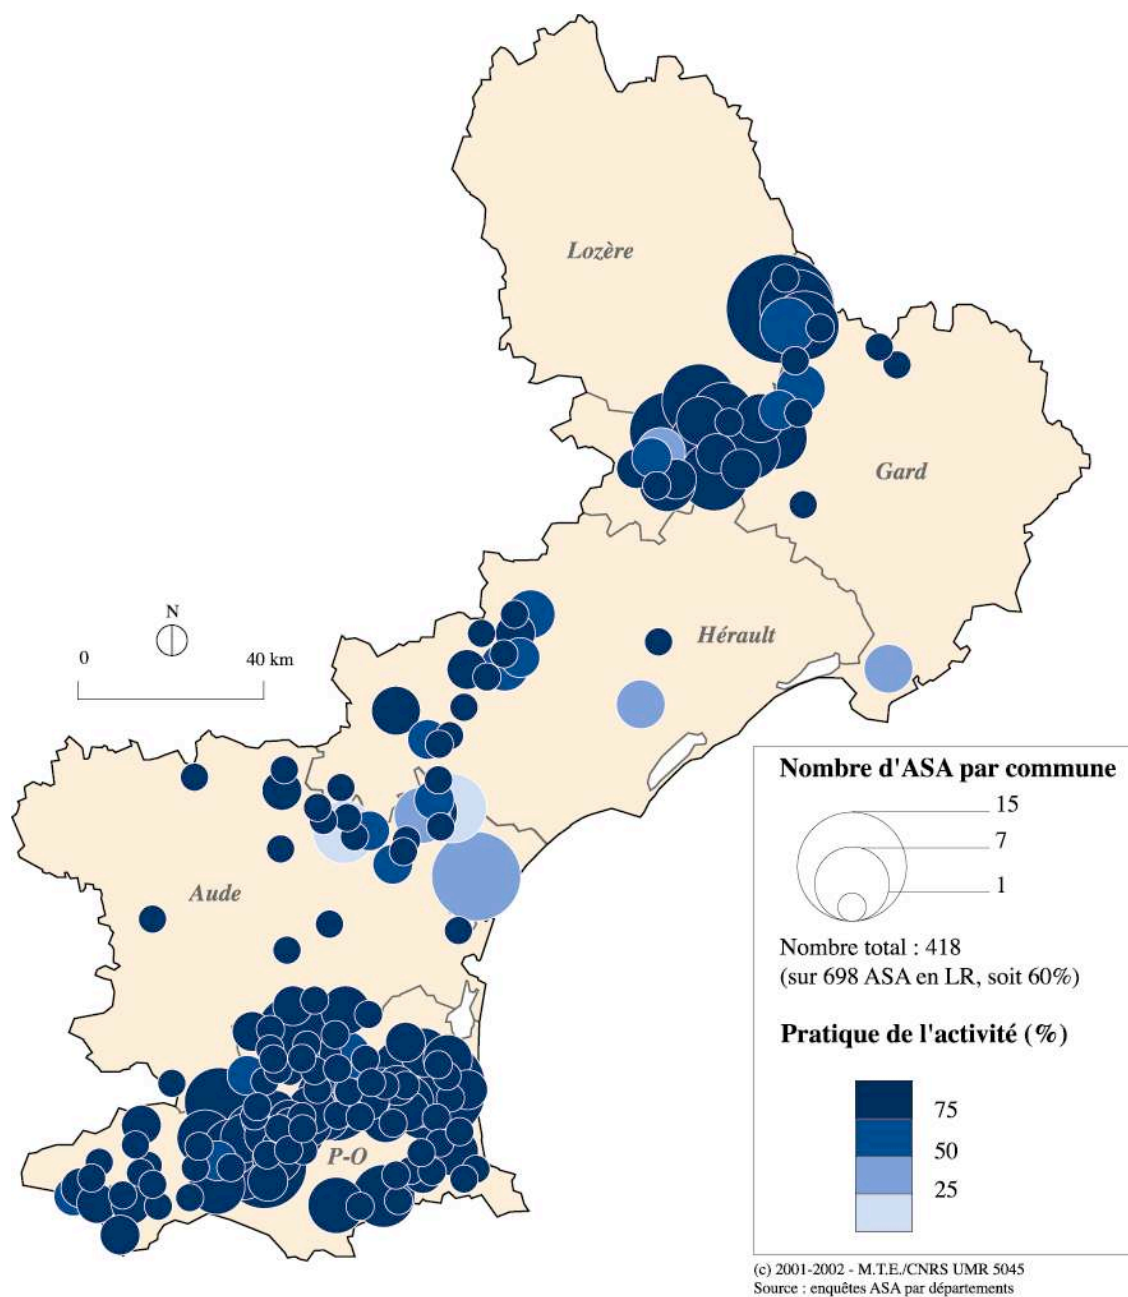 Lozère
Gard
N
0 40 km
Hérault
Aude
P-O
Nombre d'ASA par commune
15
7
1
Nombre total : 418
(sur 698 ASA en LR, soit 60%)
Pratique de l'activité (%)
75
50
25
(c) 2001-2002 - M.T.E./CNRS UMR 5045
Source : enquêtes ASA par départements